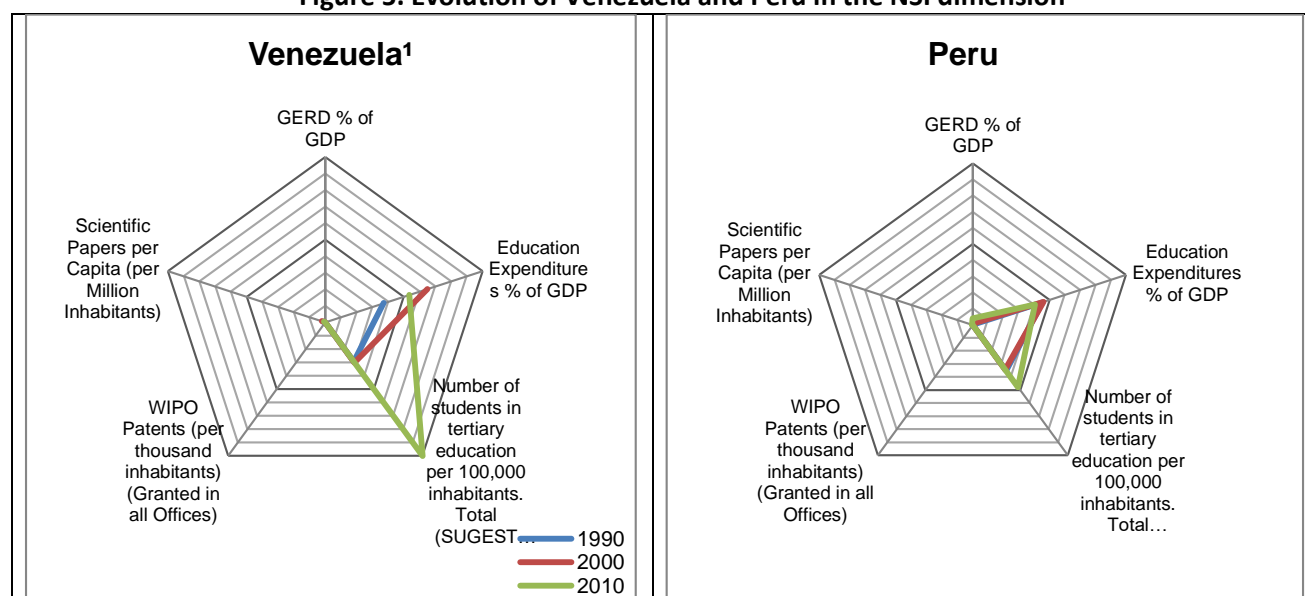 Figure 5: Evolution of Venezuela and Peru in the NSI dimension
Venezuela¹
GERD % of
GDP
Education
Expenditure
s % of GDP
Number of
students in
tertiary
education
per 100,000
inhabitants.
Total
(SUGEST…
WIPO
Patents (per
thousand
inhabitants)
(Granted in
all Offices)
Scientific
Papers per
Capita (per
Million
Inhabitants)
1990
2000
2010
Peru
GERD % of
GDP
Education
Expenditures
% of GDP
Number of
students in
tertiary
education per
100,000
inhabitants.
Total…
WIPO
Patents (per
thousand
inhabitants)
(Granted in all
Offices)
Scientific
Papers per
Capita (per
Million
Inhabitants)